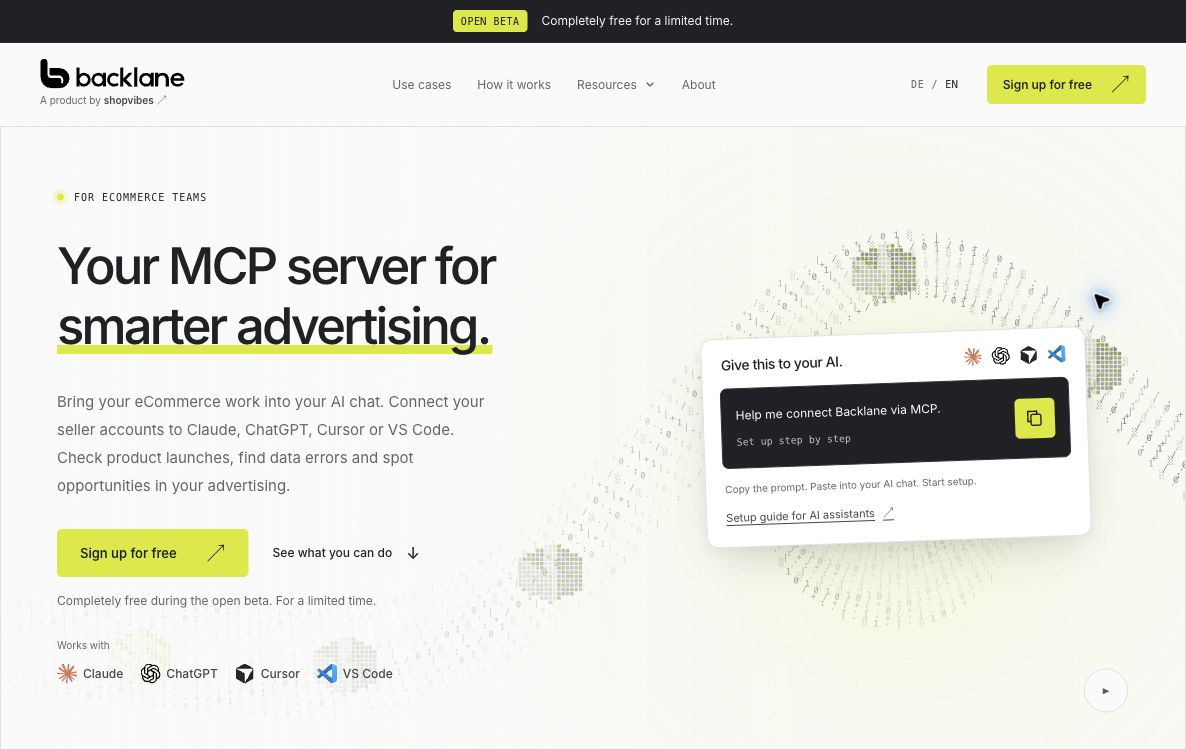 OPEN BETA Completely free for a limited time.
backlane
A product by shopvibes
Use cases How it works Resources About
DE / EN
Sign up for free
FOR ECOMMERCE TEAMS
Your MCP server for
smarter advertising.
Bring your eCommerce work into your AI chat. Connect your
seller accounts to Claude, ChatGPT, Cursor or VS Code.
Check product launches, find data errors and spot
opportunities in your advertising.
Sign up for free
See what you can do
Completely free during the open beta. For a limited time.
Works with
Claude ChatGPT Cursor VS Code
Give this to your AI.
Help me connect Backlane via MCP.
Set up step by step
Copy the prompt. Paste into your AI chat. Start setup.
Setup guide for AI assistants